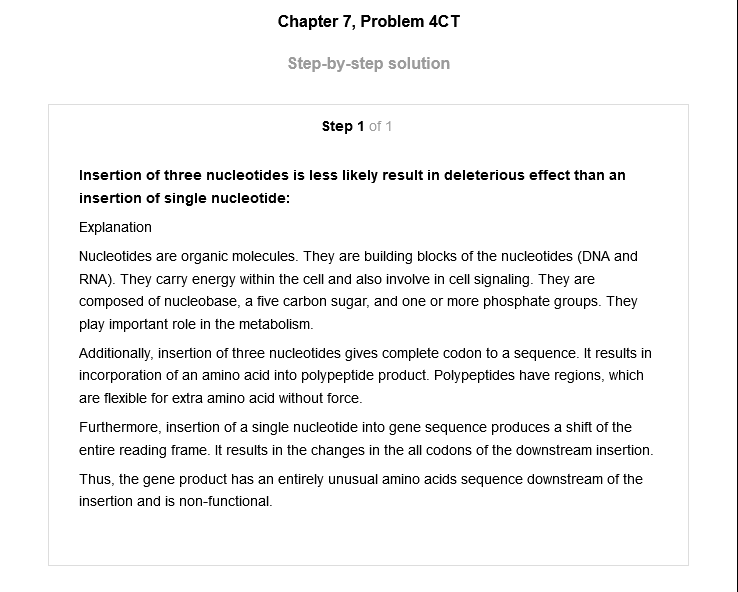 Chapter 7, Problem 4CT
Step-by-step solution
Step 1 of 1
Insertion of three nucleotides is less likely result in deleterious effect than an
insertion of single nucleotide:
Explanation
Nucleotides are organic molecules. They are building blocks of the nucleotides (DNA and
RNA). They carry energy within the cell and also involve in cell signaling. They are
composed of nucleobase, a five carbon sugar, and one or more phosphate groups. They
play important role in the metabolism.
Additionally, insertion of three nucleotides gives complete codon to a sequence. It results in
incorporation of an amino acid into polypeptide product. Polypeptides have regions, which
are flexible for extra amino acid without force.
Furthermore, insertion of a single nucleotide into gene sequence produces a shift of the
entire reading frame. It results in the changes in the all codons of the downstream insertion.
Thus, the gene product has an entirely unusual amino acids sequence downstream of the
insertion and is non-functional.